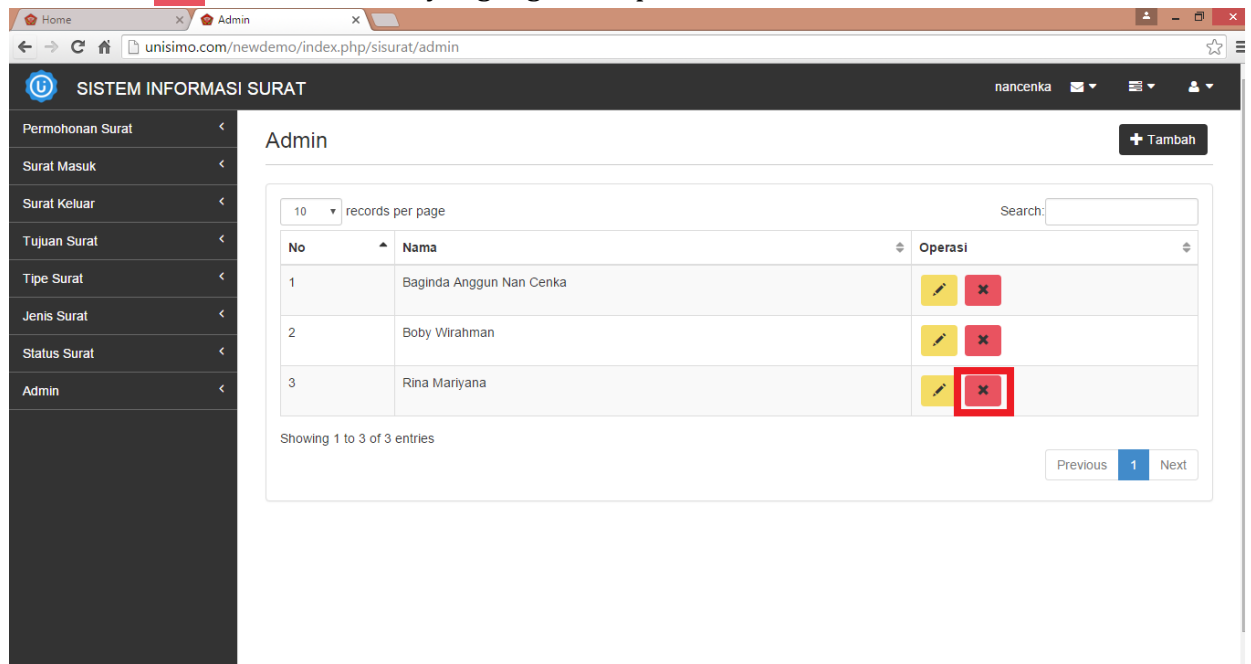 Home Admin
unisimo.com/newdemo/index.php/sisurat/admin
SISTEM INFORMASI SURAT nancenka
Permohonan Surat
Admin + Tambah
Surat Masuk
Surat Keluar
10 records per page Search:
Tujuan Surat
No Nama Operasi
Tipe Surat
1 Baginda Anggun Nan Cenka
Jenis Surat
2 Boby Wirahman
Status Surat
3 Rina Mariyana
Admin
Showing 1 to 3 of 3 entries
Previous 1 Next